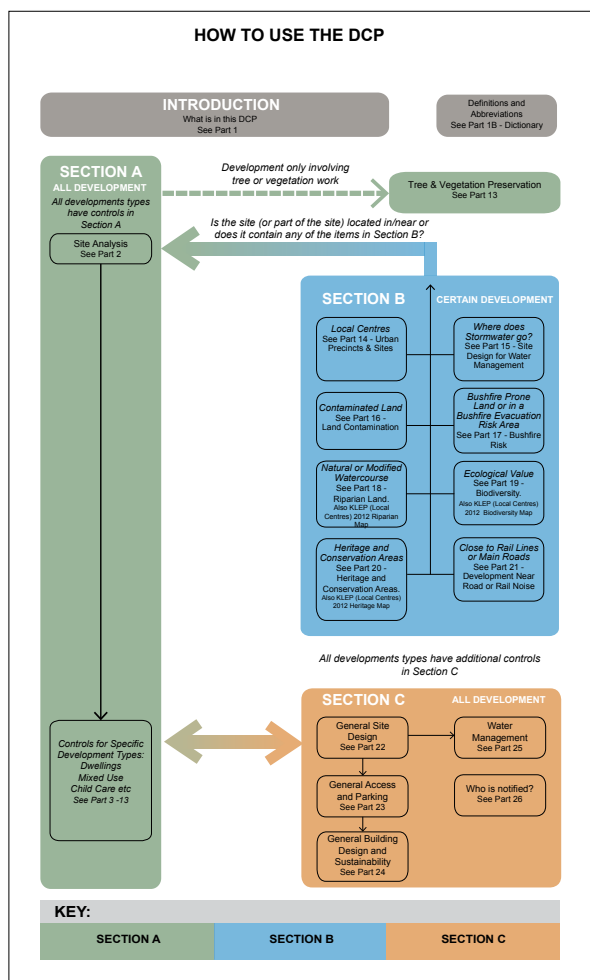 HOW TO USE THE DCP
INTRODUCTION
What is in this DCP
See Part 1
Definitions and
Abbreviations
See Part 1B - Dictionary
SECTION A
ALL DEVELOPMENT
All developments types
have controls in
Section A
Site Analysis
See Part 2
Development only involving
tree or vegetation work
Tree & Vegetation Preservation
See Part 13
Is the site (or part of the site) located in/near or
does it contain any of the items in Section B?
SECTION B
CERTAIN DEVELOPMENT
Local Centres
See Part 14 - Urban
Precincts & Sites
Where does
Stormwater go?
See Part 15 - Site
Design for Water
Management
Contaminated Land
See Part 16 -
Land Contamination
Bushfire Prone
Land or in a
Bushfire Evacuation
Risk Area
See Part 17 - Bushfire
Risk
Natural or Modified
Watercourse
See Part 18 -
Riparian Land.
Also KLEP (Local
Centres) 2012 Riparian
Map
Ecological Value
See Part 19 -
Biodiversity.
Also KLEP (Local Centres)
2012 Biodiversity Map
Heritage and
Conservation Areas
See Part 20 -
Heritage and
Conservation Areas.
Also KLEP (Local Centres)
2012 Heritage Map
Close to Rail Lines
or Main Roads
See Part 21 -
Development Near
Road or Rail Noise
All developments types have additional controls
in Section C
Controls for Specific
Development Types:
Dwellings
Mixed Use
Child Care etc
See Part 3 -13
SECTION C
ALL DEVELOPMENT
General Site
Design
See Part 22
Water
Management
See Part 25
General Access
and Parking
See Part 23
Who is notified?
See Part 26
General Building
Design and
Sustainability
See Part 24
KEY:
SECTION A
SECTION B
SECTION C